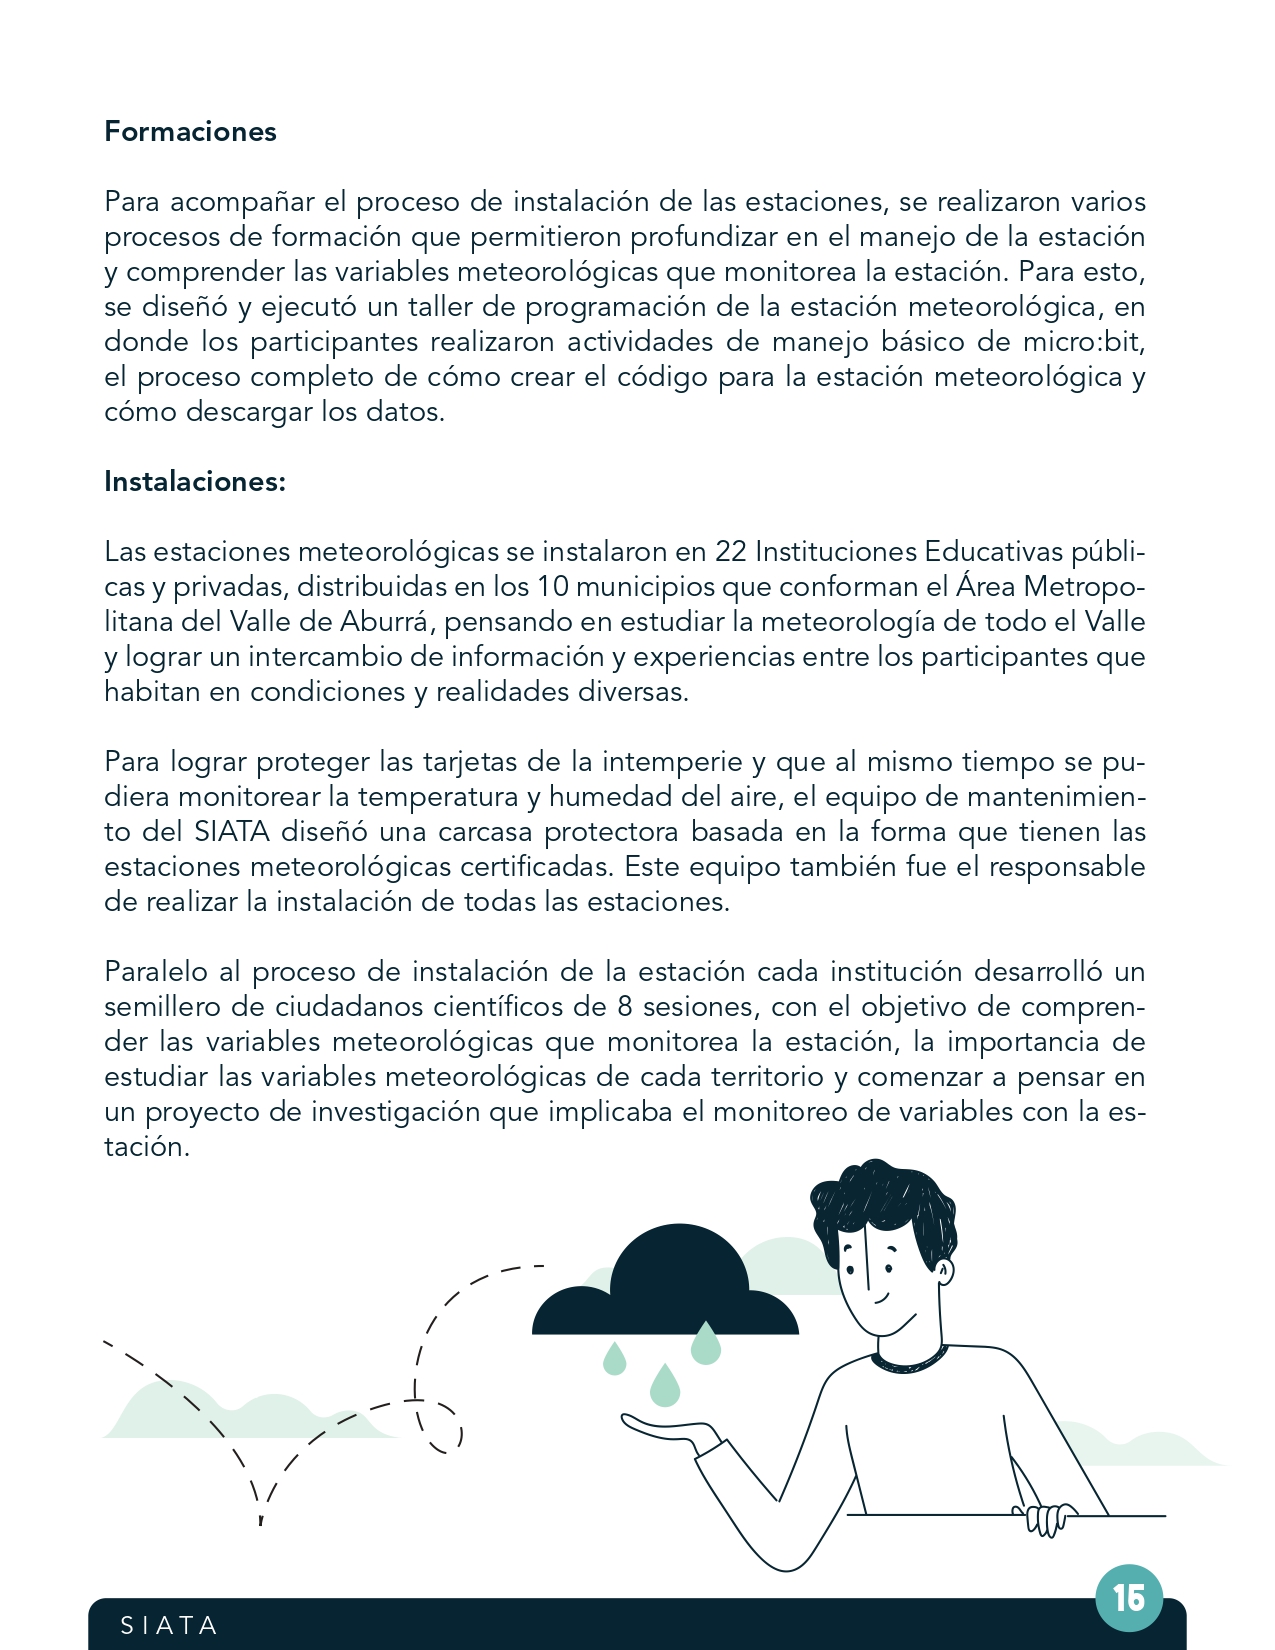 Formaciones
Para acompañar el proceso de instalación de las estaciones, se realizaron varios
procesos de formación que permitieron profundizar en el manejo de la estación
y comprender las variables meteorológicas que monitorea la estación. Para esto,
se diseñó y ejecutó un taller de programación de la estación meteorológica, en
donde los participantes realizaron actividades de manejo básico de micro:bit,
el proceso completo de cómo crear el código para la estación meteorológica y
cómo descargar los datos.
Instalaciones:
Las estaciones meteorológicas se instalaron en 22 Instituciones Educativas públi-
cas y privadas, distribuidas en los 10 municipios que conforman el Área Metropo-
litana del Valle de Aburrá, pensando en estudiar la meteorología de todo el Valle
y lograr un intercambio de información y experiencias entre los participantes que
habitan en condiciones y realidades diversas.
Para lograr proteger las tarjetas de la intemperie y que al mismo tiempo se pu-
diera monitorear la temperatura y humedad del aire, el equipo de mantenimien-
to del SIATA diseñó una carcasa protectora basada en la forma que tienen las
estaciones meteorológicas certificadas. Este equipo también fue el responsable
de realizar la instalación de todas las estaciones.
Paralelo al proceso de instalación de la estación cada institución desarrolló un
semillero de ciudadanos científicos de 8 sesiones, con el objetivo de compren-
der las variables meteorológicas que monitorea la estación, la importancia de
estudiar las variables meteorológicas de cada territorio y comenzar a pensar en
un proyecto de investigación que implicaba el monitoreo de variables con la es-
tación.
SIATA
15